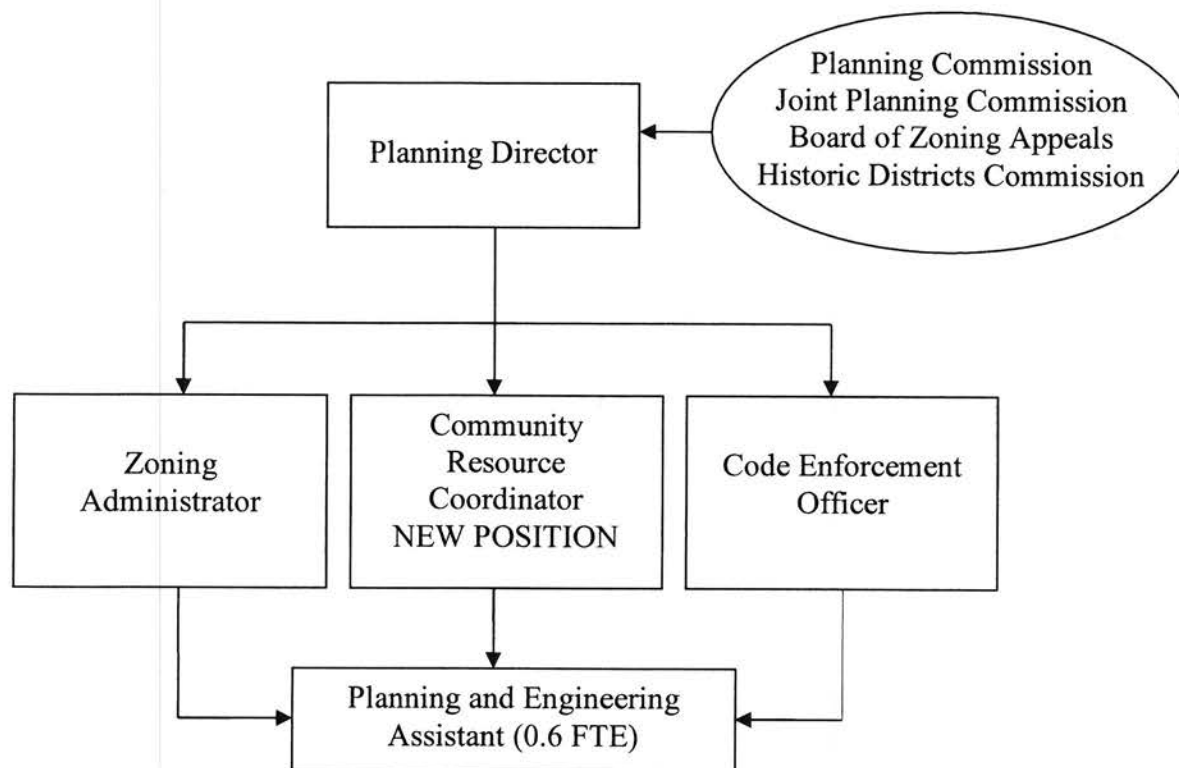 Planning Commission
Joint Planning Commission
Board of Zoning Appeals
Historic Districts Commission
Planning Director
Zoning
Administrator
Community
Resource
Coordinator
NEW POSITION
Code Enforcement
Officer
Planning and Engineering
Assistant (0.6 FTE)